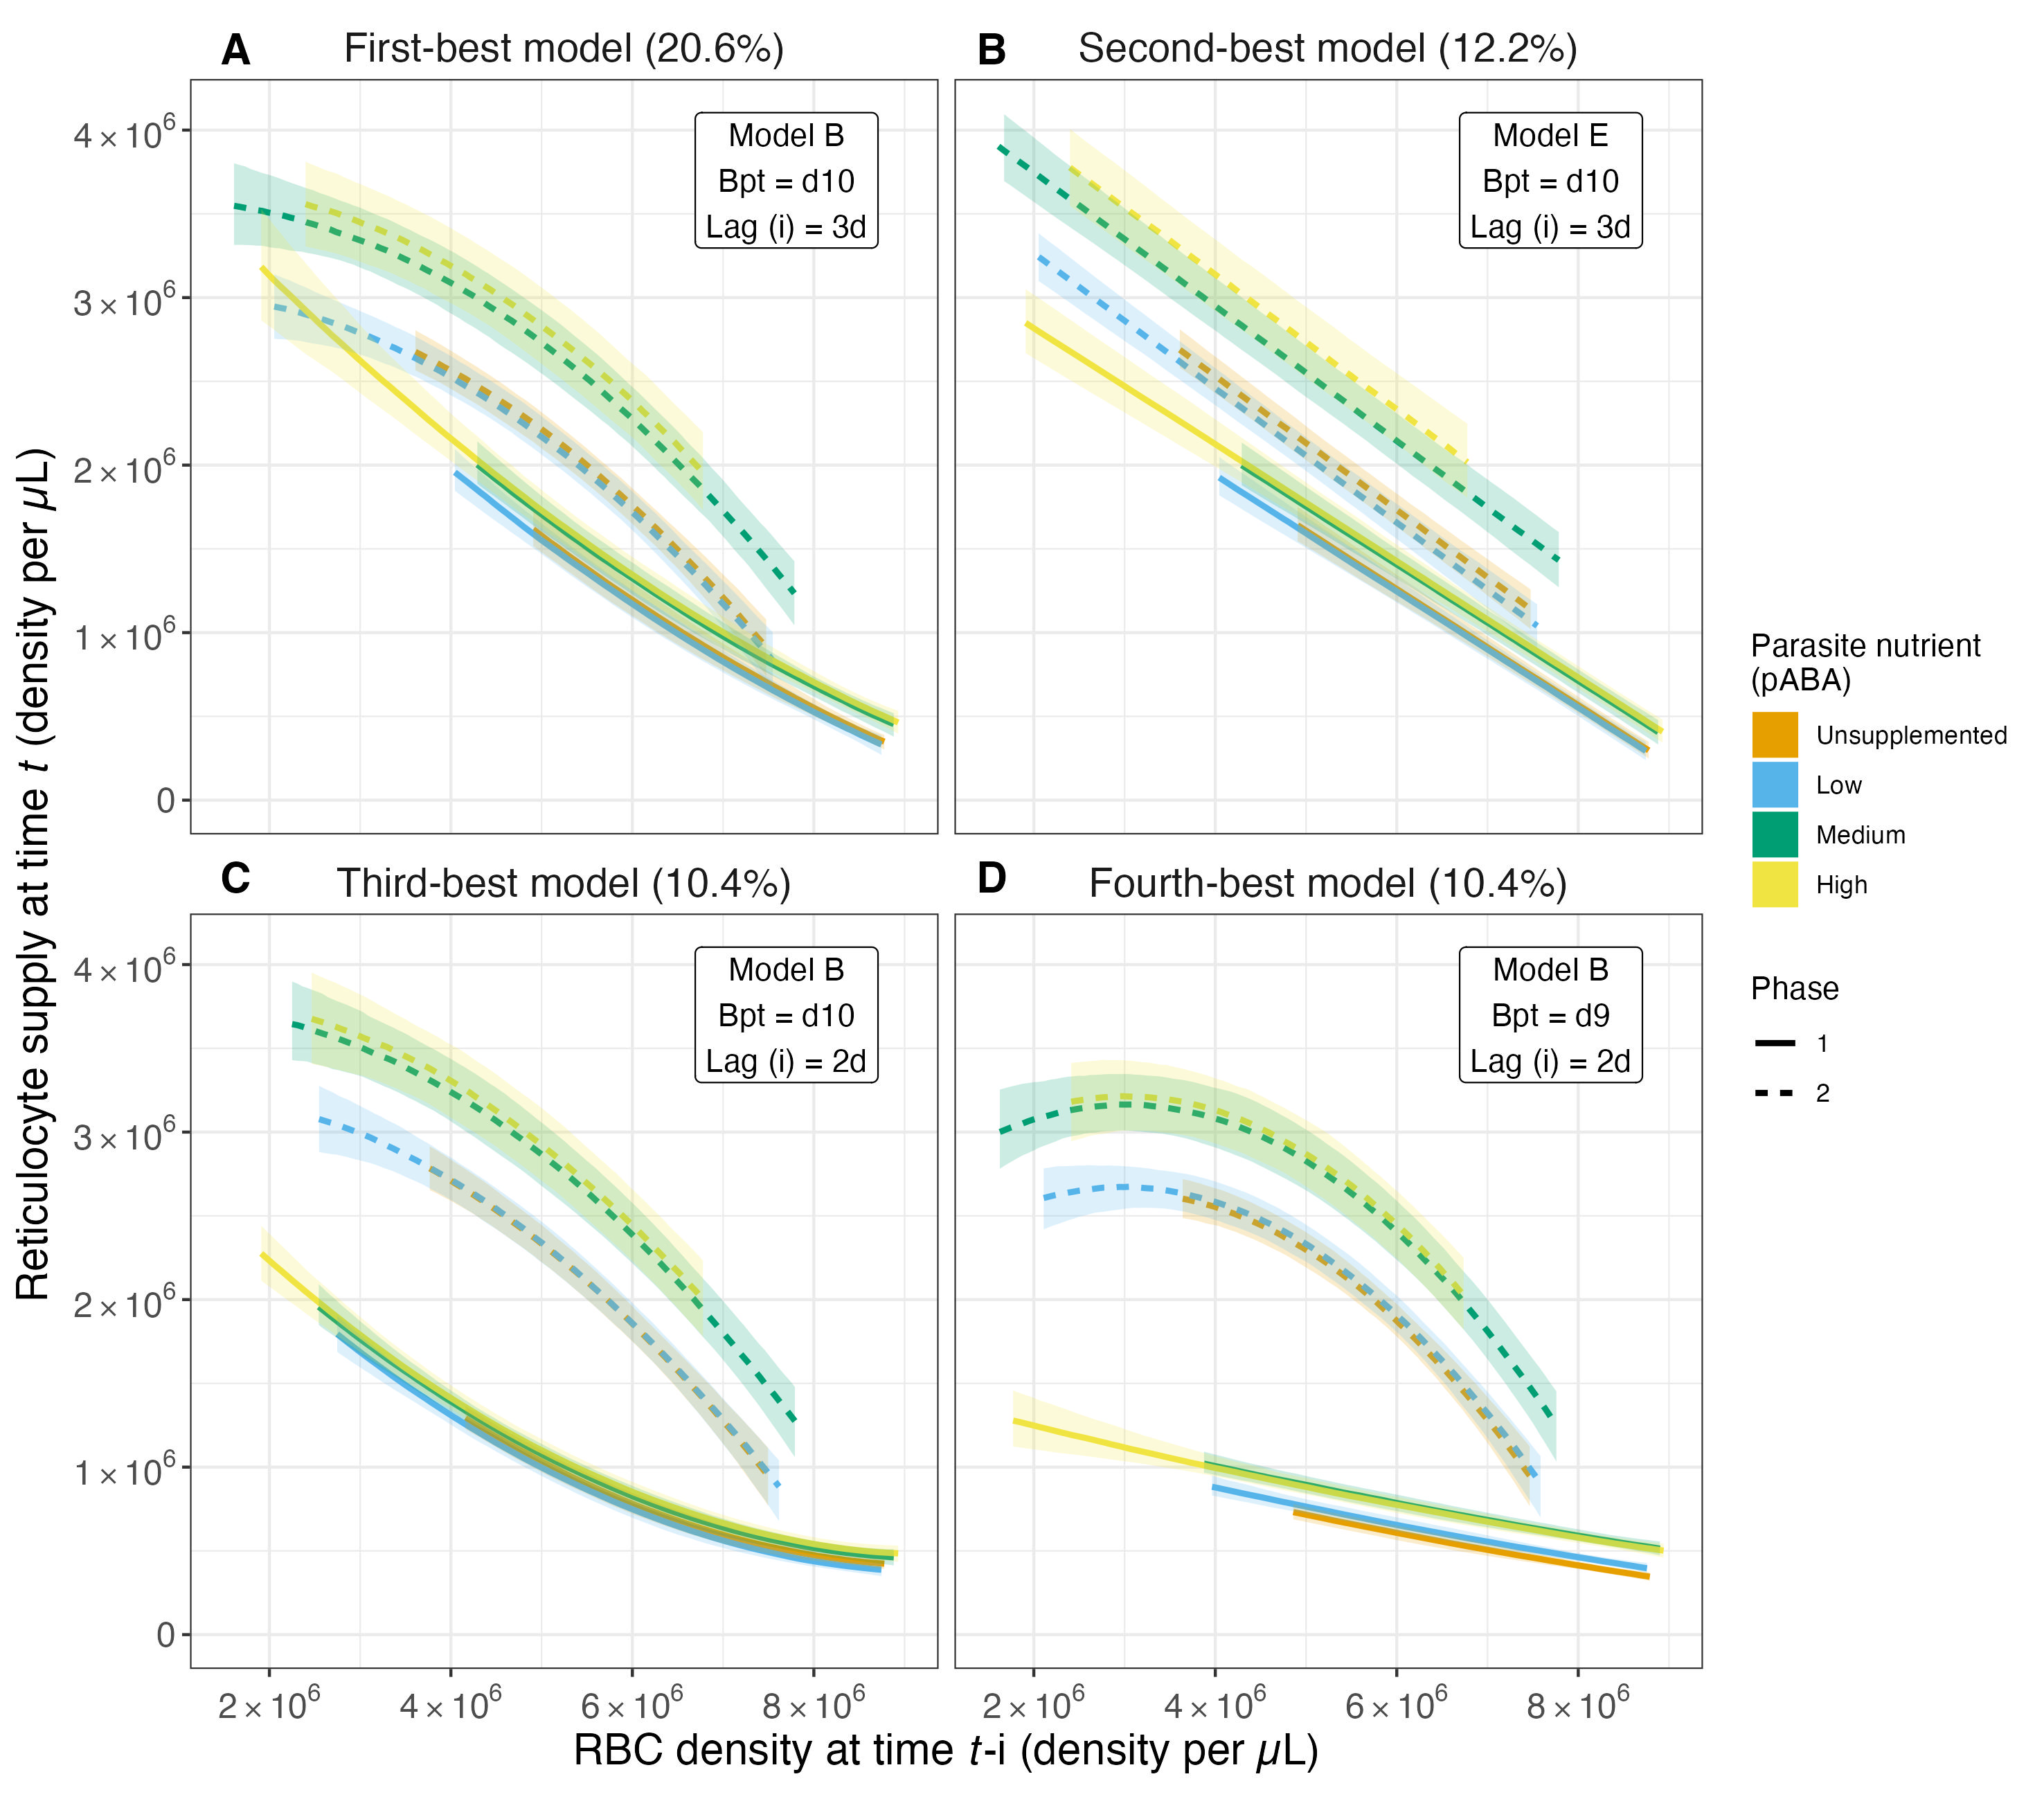 A First-best model (20.6%)
B Second-best model (12.2%)
Model B
Bpt = d10
Lag (i) = 3d
Model E
Bpt = d10
Lag (i) = 3d
4 × 10⁶
3 × 10⁶
2 × 10⁶
1 × 10⁶
0
C Third-best model (10.4%)
D Fourth-best model (10.4%)
Model B
Bpt = d10
Lag (i) = 2d
Model B
Bpt = d9
Lag (i) = 2d
4 × 10⁶
3 × 10⁶
2 × 10⁶
1 × 10⁶
0
2 × 10⁶ 4 × 10⁶ 6 × 10⁶ 8 × 10⁶
2 × 10⁶ 4 × 10⁶ 6 × 10⁶ 8 × 10⁶
RBC density at time t-i (density per µL)
Reticulocyte supply at time t (density per µL)
Parasite nutrient
(pABA)
Unsupplemented
Low
Medium
High
Phase
1
2